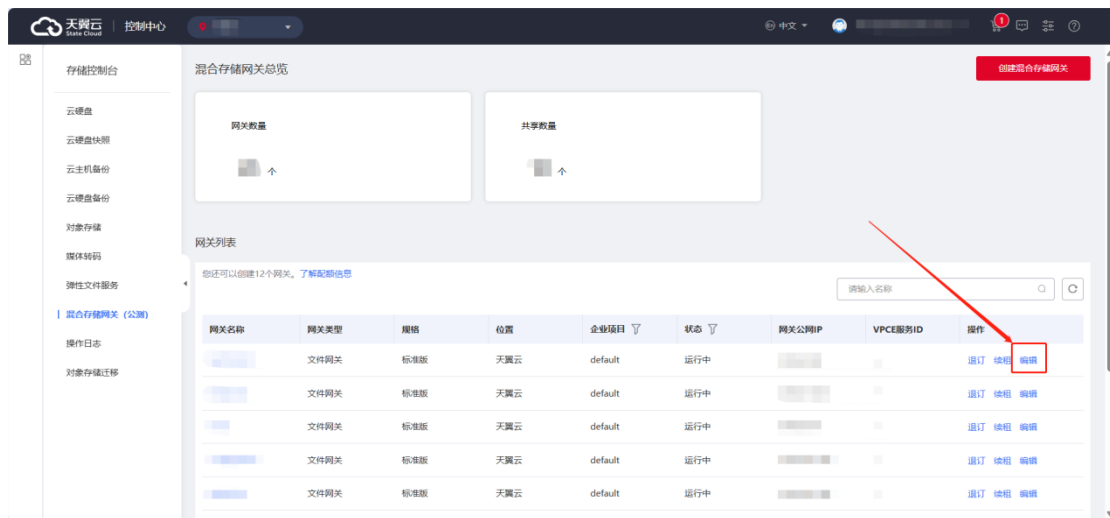 天翼云 State Cloud 控制中心 中文 1
存储控制台
云硬盘
云硬盘快照
云主机备份
云硬盘备份
对象存储
媒体转码
弹性文件服务
混合存储网关（公测）
操作日志
对象存储迁移
混合存储网关总览 创建混合存储网关
网关数量 共享数量
个 个
网关列表
您还可以创建12个网关。了解配额信息
请输入名称
网关名称 网关类型 规格 位置 企业项目 状态 网关公网IP VPCE服务ID 操作
文件网关 标准版 天翼云 default 运行中 退订 续租 编辑
文件网关 标准版 天翼云 default 运行中 退订 续租 编辑
文件网关 标准版 天翼云 default 运行中 退订 续租 编辑
文件网关 标准版 天翼云 default 运行中 退订 续租 编辑
文件网关 标准版 天翼云 default 运行中 退订 续租 编辑